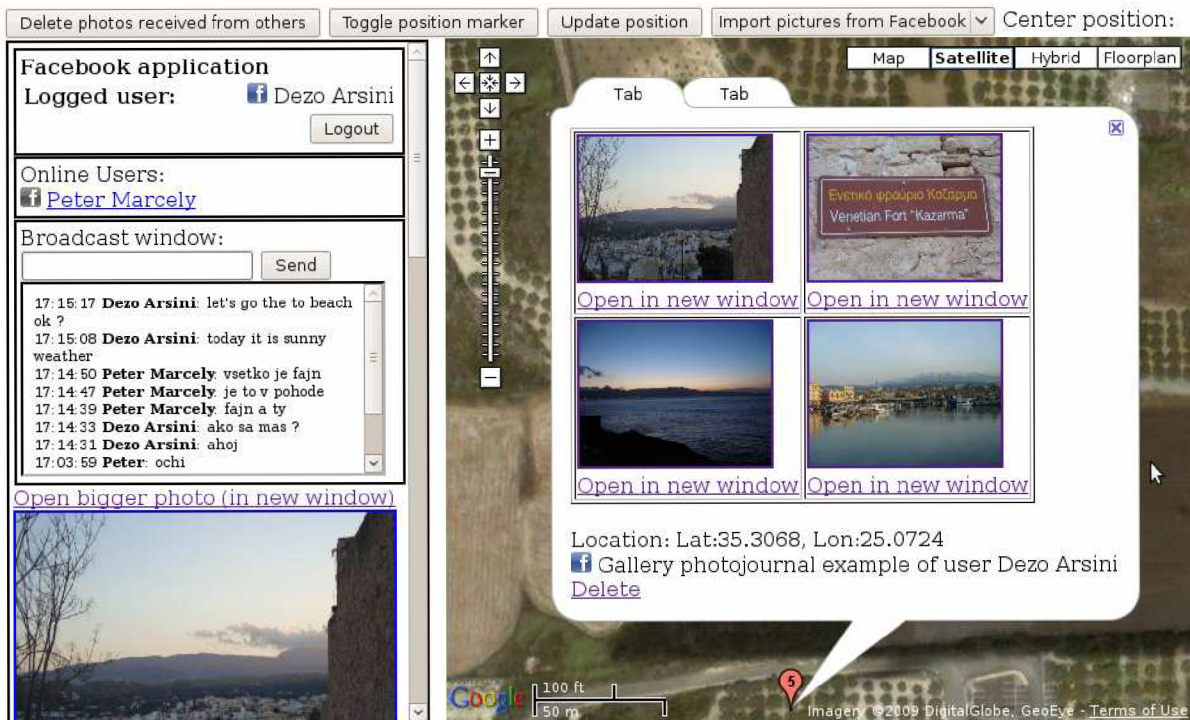 Delete photos received from others Toggle position marker Update position Import pictures from Facebook Center position:
Facebook application
Logged user: Dezo Arsini
Logout
Online Users:
Peter Marcely
Broadcast window:
Send
17:15:17 Dezo Arsini: let's go the to beach
ok ?
17:15:08 Dezo Arsini: today it is sunny
weather
17:14:50 Peter Marcely: vsetko je fajn
17:14:47 Peter Marcely: je to v pohode
17:14:39 Peter Marcely: fajn a ty
17:14:33 Dezo Arsini: ako sa mas ?
17:14:31 Dezo Arsini: ahoj
17:03:59 Peter: ochi
Open bigger photo (in new window)
Map Satellite Hybrid Floorplan
Tab Tab
Ενετικό φρούριο Καζάρμα
Venetian Fort "Kazarma"
Open in new window Open in new window
Open in new window Open in new window
Location: Lat:35.3068, Lon:25.0724
Gallery photojournal example of user Dezo Arsini
Delete
5
Google
100 ft
50 m
Imagery ©2009 DigitalGlobe, GeoEye - Terms of Use